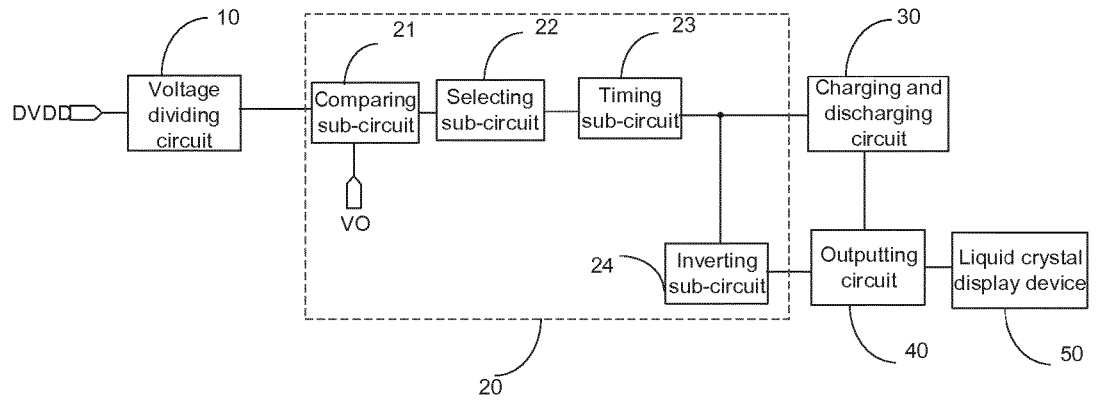 10
21
22
23
30
DVDD
Voltage
dividing
circuit
Comparing
sub-circuit
Selecting
sub-circuit
Timing
sub-circuit
Charging and
discharging
circuit
VO
24
Inverting
sub-circuit
Outputting
circuit
Liquid crystal
display device
20
40
50